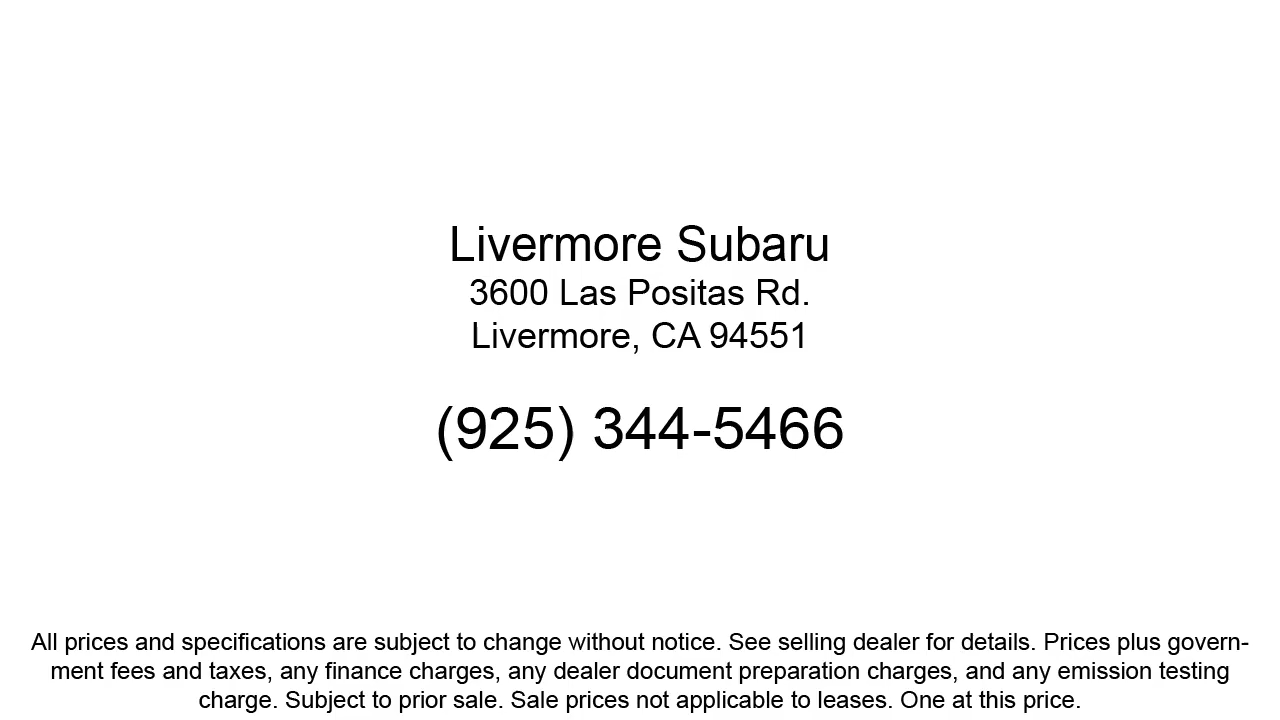 Livermore Subaru
3600 Las Positas Rd.
Livermore, CA 94551
(925) 344-5466
All prices and specifications are subject to change without notice. See selling dealer for details. Prices plus govern-
ment fees and taxes, any finance charges, any dealer document preparation charges, and any emission testing
charge. Subject to prior sale. Sale prices not applicable to leases. One at this price.